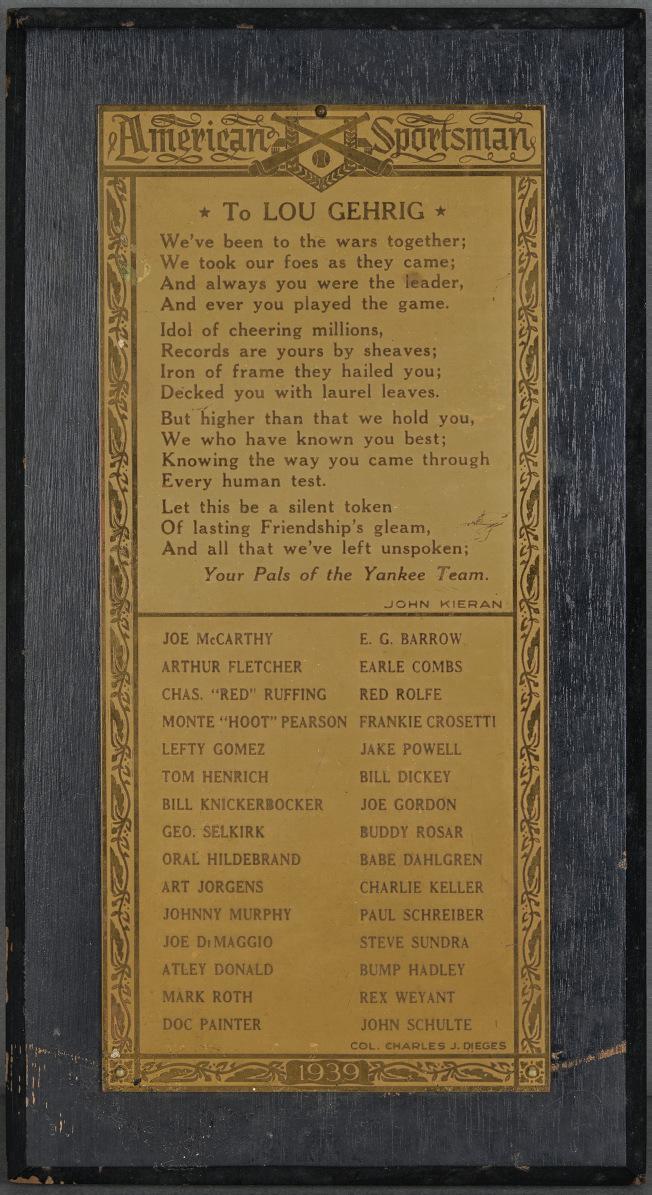 American Sportsman
★ To LOU GEHRIG ★
We've been to the wars together;
We took our foes as they came;
And always you were the leader,
And ever you played the game.
Idol of cheering millions,
Records are yours by sheaves;
Iron of frame they hailed you;
Decked you with laurel leaves.
But higher than that we hold you,
We who have known you best;
Knowing the way you came through
Every human test.
Let this be a silent token
Of lasting Friendship's gleam,
And all that we've left unspoken;
Your Pals of the Yankee Team.
JOHN KIERAN
JOE McCARTHY E. G. BARROW
ARTHUR FLETCHER EARLE COMBS
CHAS. "RED" RUFFING RED ROLFE
MONTE "HOOT" PEARSON FRANKIE CROSETTI
LEFTY GOMEZ JAKE POWELL
TOM HENRICH BILL DICKEY
BILL KNICKERBOCKER JOE GORDON
GEO. SELKIRK BUDDY ROSAR
ORAL HILDEBRAND BABE DAHLGREN
ART JORGENS CHARLIE KELLER
JOHNNY MURPHY PAUL SCHREIBER
JOE DiMAGGIO STEVE SUNDRA
ATLEY DONALD BUMP HADLEY
MARK ROTH REX WEYANT
DOC PAINTER JOHN SCHULTE
COL. CHARLES J. DIEGES
1939